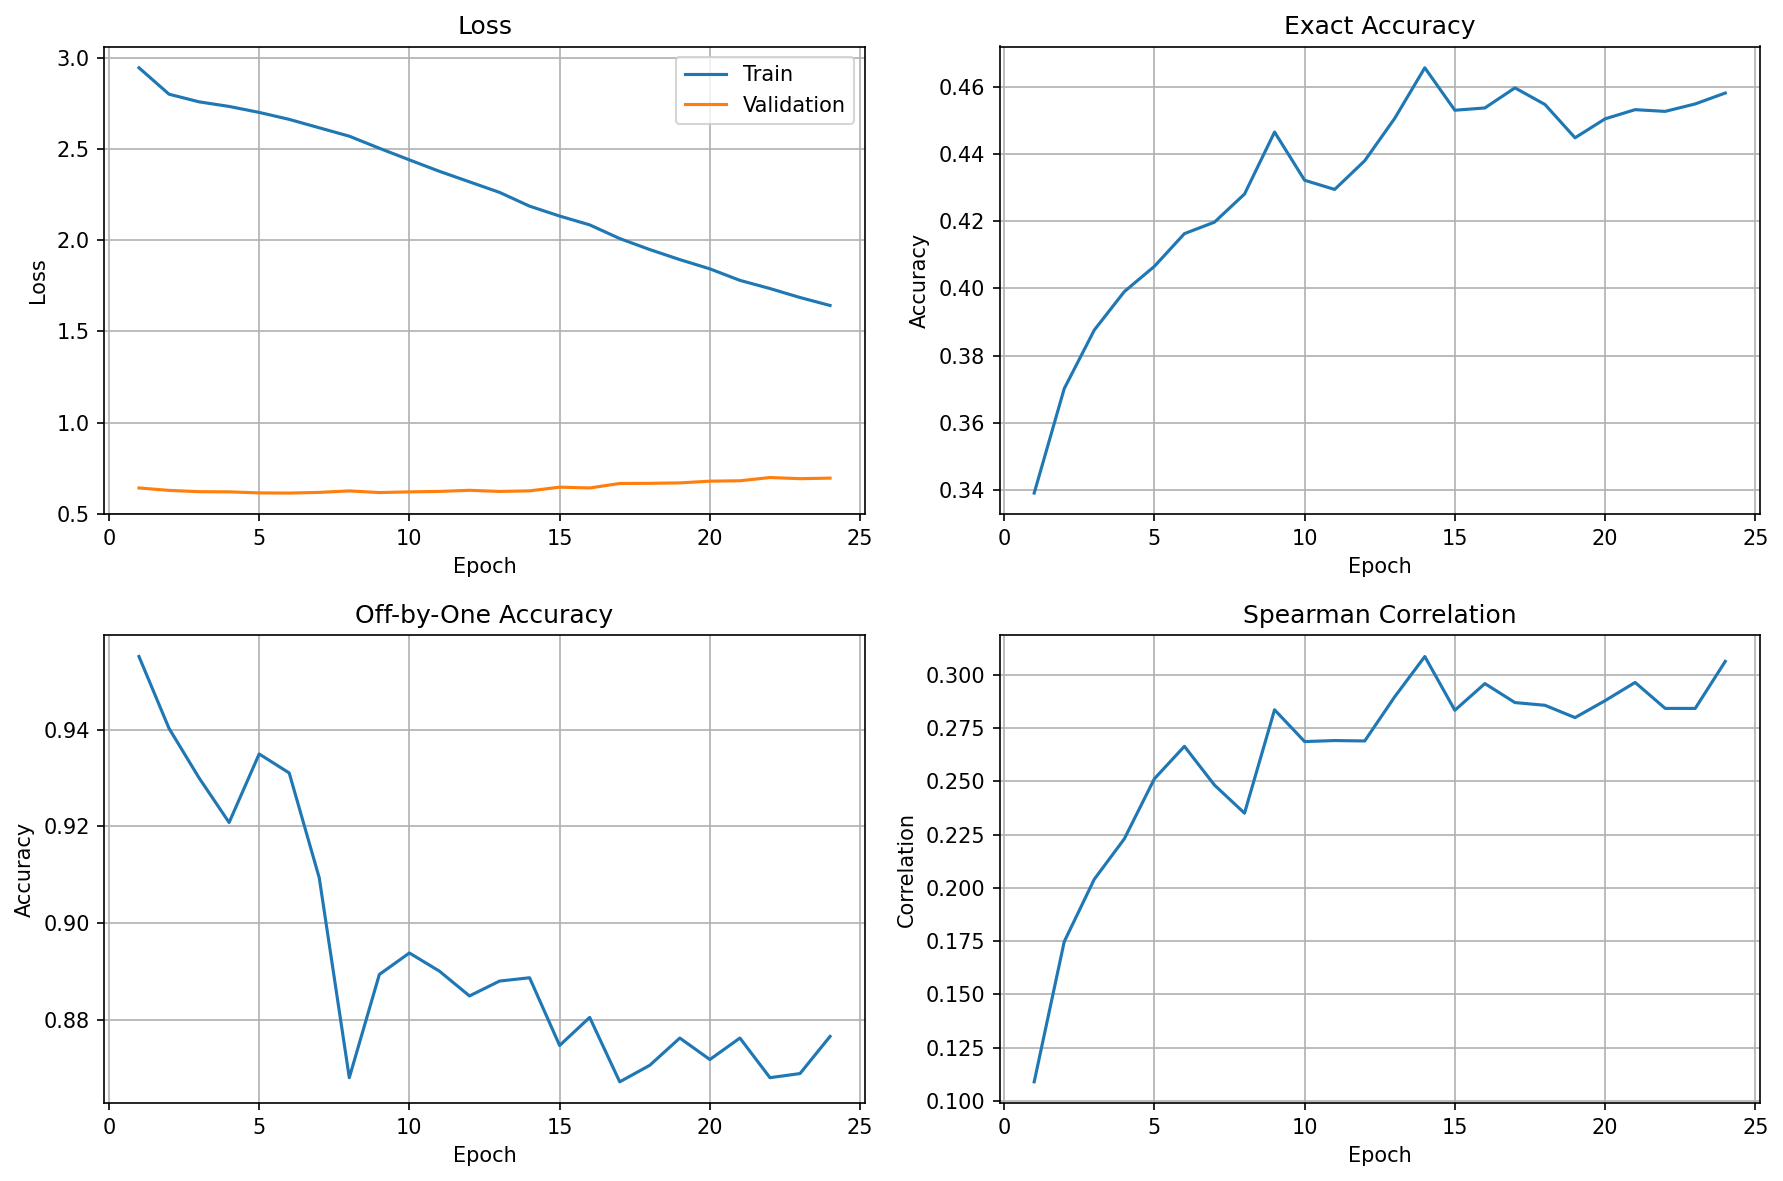 Loss
3.0
2.5
2.0
1.5
1.0
0.5
Loss
Train
Validation
0 5 10 15 20 25
Epoch
Exact Accuracy
0.46
0.44
0.42
0.40
0.38
0.36
0.34
Accuracy
0 5 10 15 20 25
Epoch
Off-by-One Accuracy
0.94
0.92
0.90
0.88
Accuracy
0 5 10 15 20 25
Epoch
Spearman Correlation
0.300
0.275
0.250
0.225
0.200
0.175
0.150
0.125
0.100
Correlation
0 5 10 15 20 25
Epoch